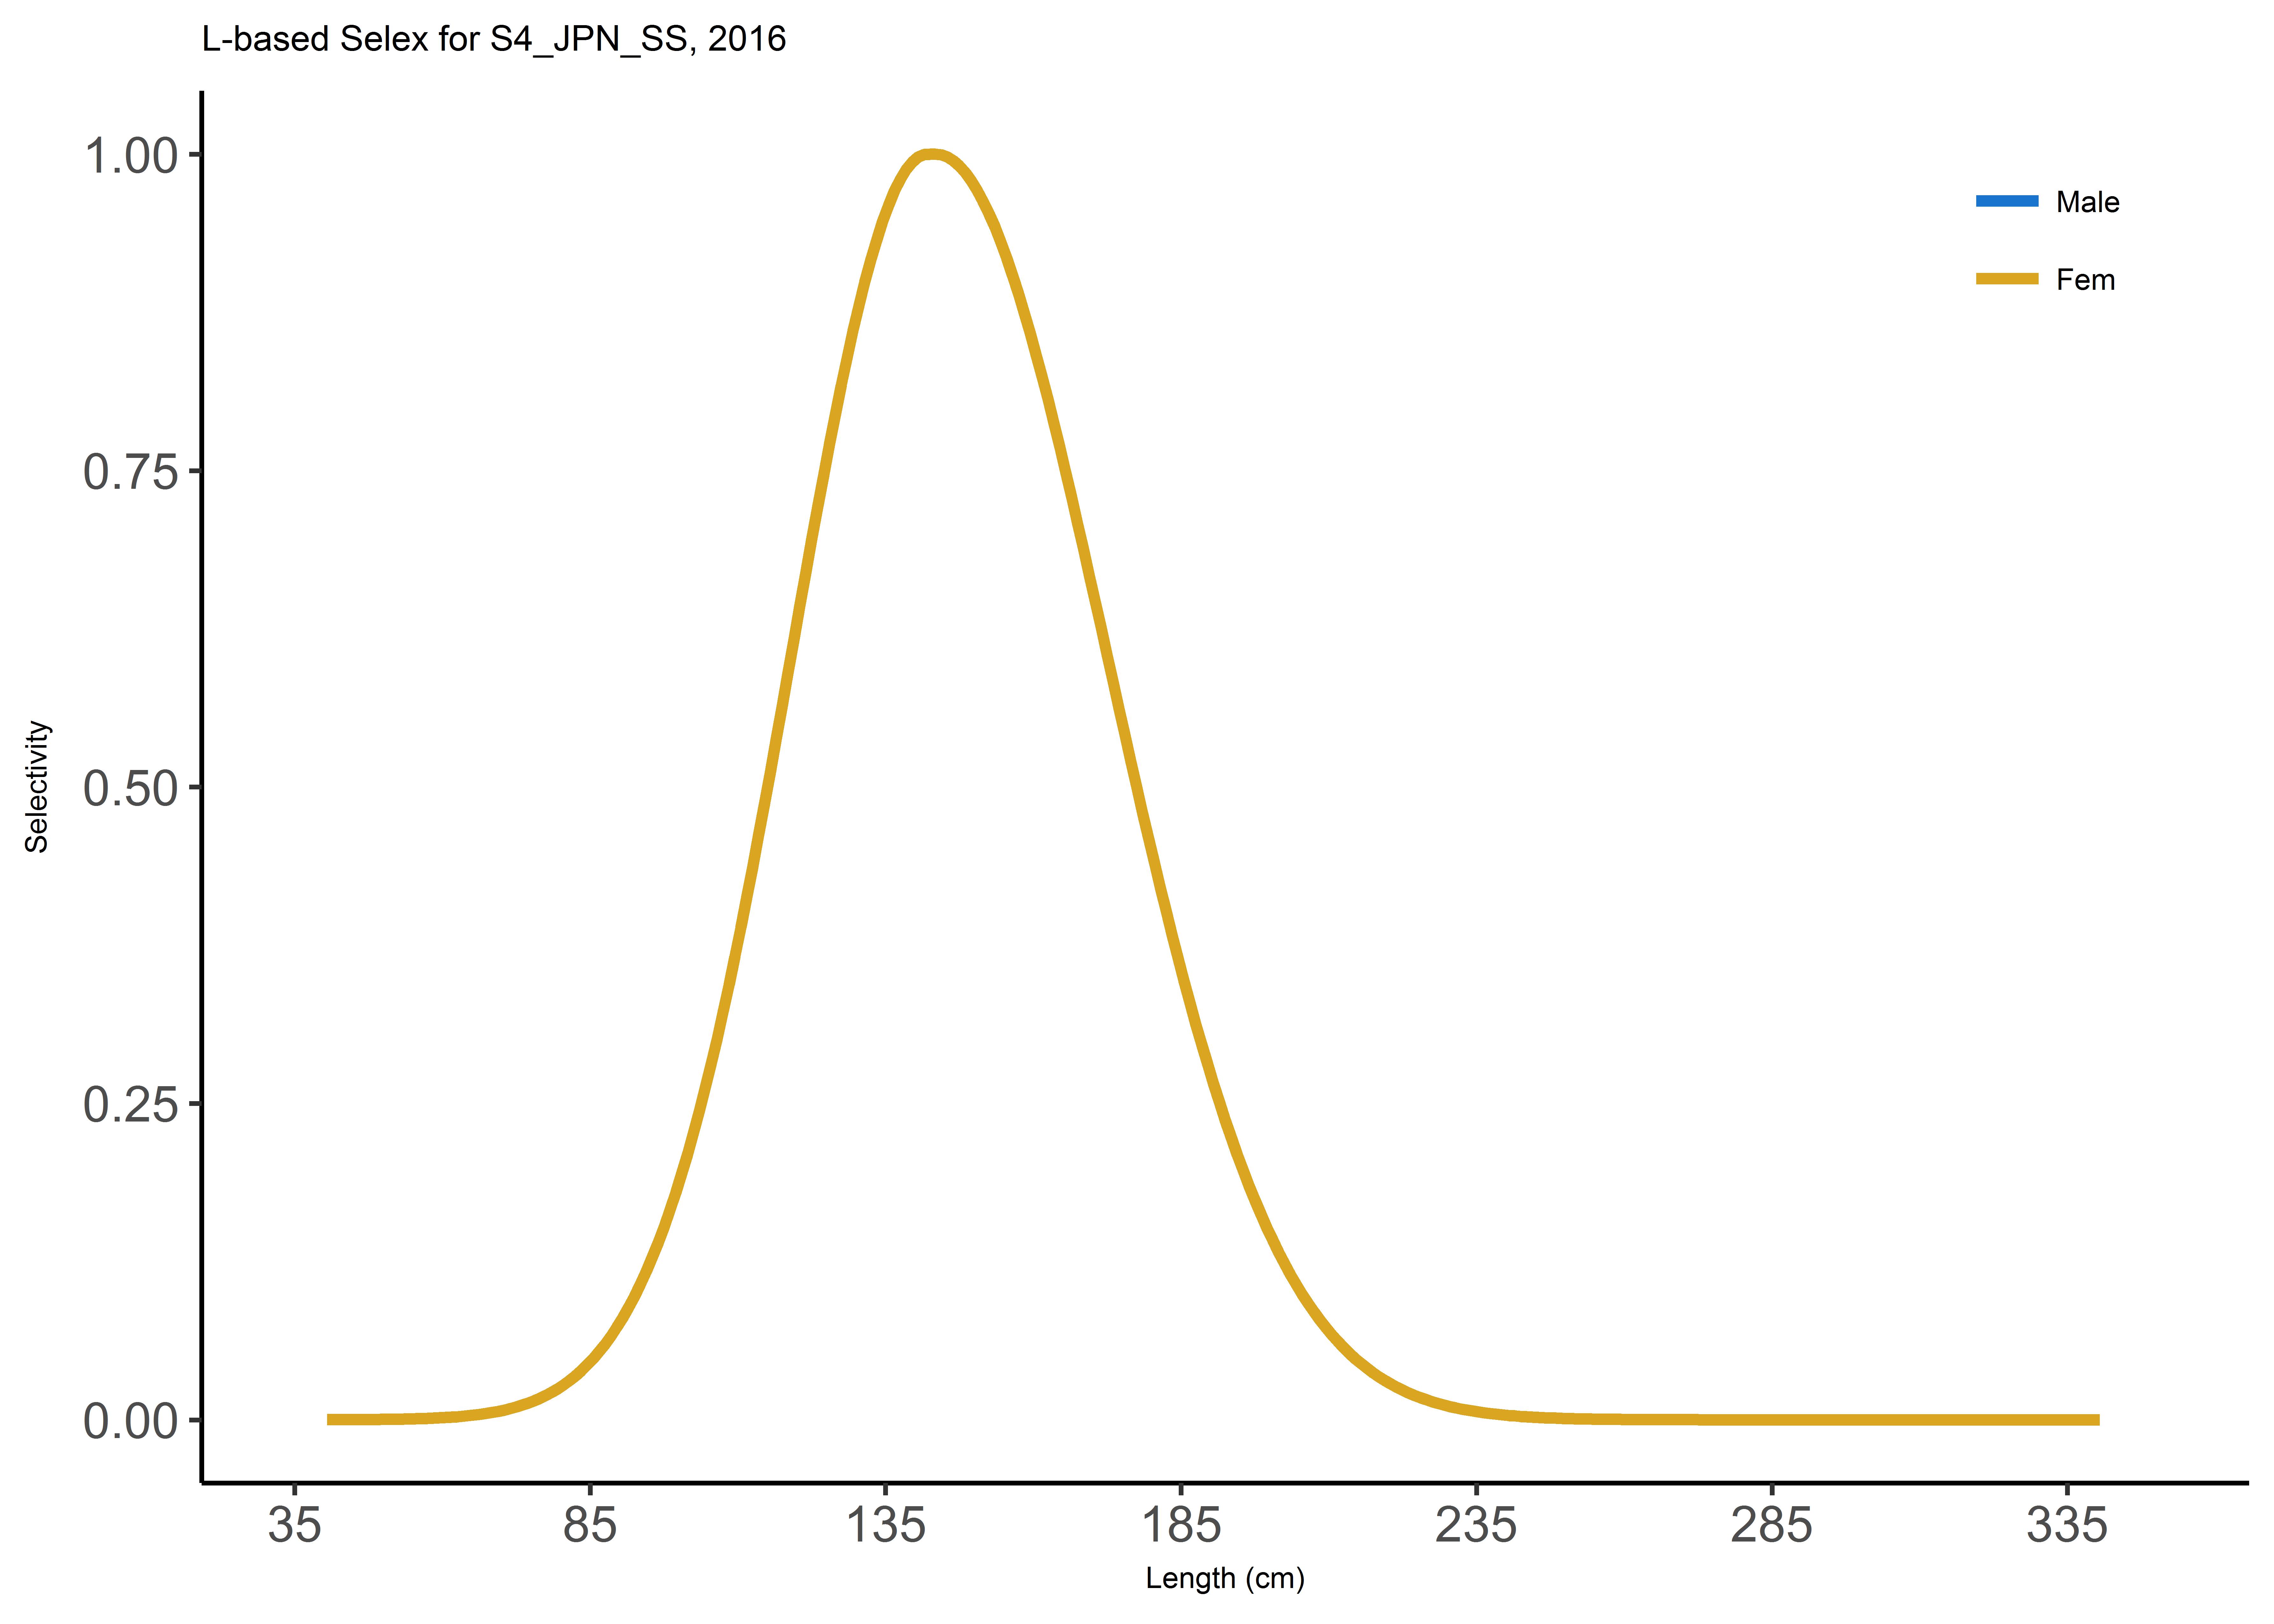 L-based Selex for S4_JPN_SS, 2016
1.00
0.75
0.50
0.25
0.00
Selectivity
Male
Fem
35 85 135 185 235 285 335
Length (cm)